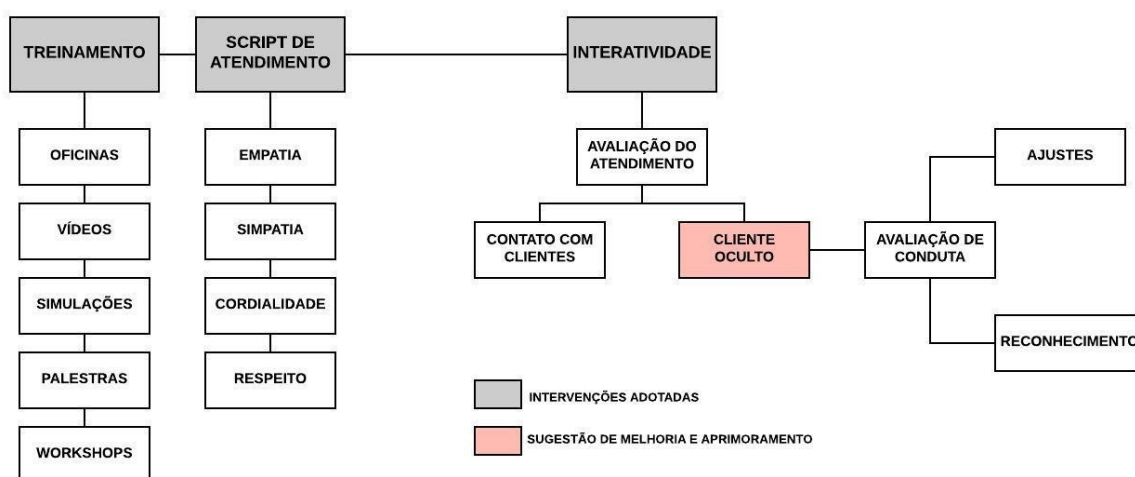 TREINAMENTO
SCRIPT DE
ATENDIMENTO
INTERATIVIDADE
OFICINAS
VÍDEOS
SIMULAÇÕES
PALESTRAS
WORKSHOPS
EMPATIA
SIMPATIA
CORDIALIDADE
RESPEITO
AVALIAÇÃO DO
ATENDIMENTO
CONTATO COM
CLIENTES
CLIENTE
OCULTO
AVALIAÇÃO DE
CONDUTA
AJUSTES
RECONHECIMENTO
INTERVENÇÕES ADOTADAS
SUGESTÃO DE MELHORIA E APRIMORAMENTO